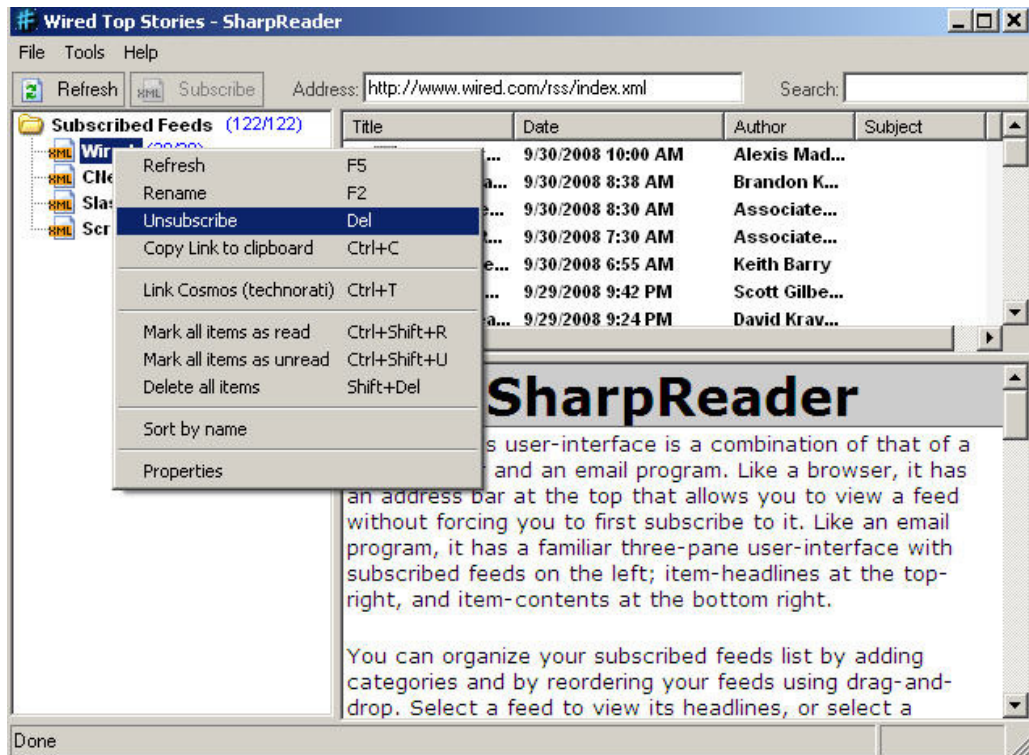 Wired Top Stories - SharpReader
File Tools Help
Refresh Subscribe Address: http://www.wired.com/rss/index.xml Search:
Subscribed Feeds (122/122)
Title Date Author Subject
9/30/2008 10:00 AM Alexis Mad...
9/30/2008 8:38 AM Brandon K...
9/30/2008 8:30 AM Associate...
9/30/2008 7:30 AM Associate...
9/30/2008 6:55 AM Keith Barry
9/29/2008 9:42 PM Scott Gilbe...
9/29/2008 9:24 PM David Krav...
Refresh F5
Rename F2
Unsubscribe Del
Copy Link to clipboard Ctrl+C
Link Cosmos (technorati) Ctrl+T
Mark all items as read Ctrl+Shift+R
Mark all items as unread Ctrl+Shift+U
Delete all items Shift+Del
Sort by name
Properties
SharpReader
user-interface is a combination of that of a
and an email program. Like a browser, it has
an address bar at the top that allows you to view a feed
without forcing you to first subscribe to it. Like an email
program, it has a familiar three-pane user-interface with
subscribed feeds on the left; item-headlines at the top-
right, and item-contents at the bottom right.
You can organize your subscribed feeds list by adding
categories and by reordering your feeds using drag-and-
drop. Select a feed to view its headlines, or select a
Done